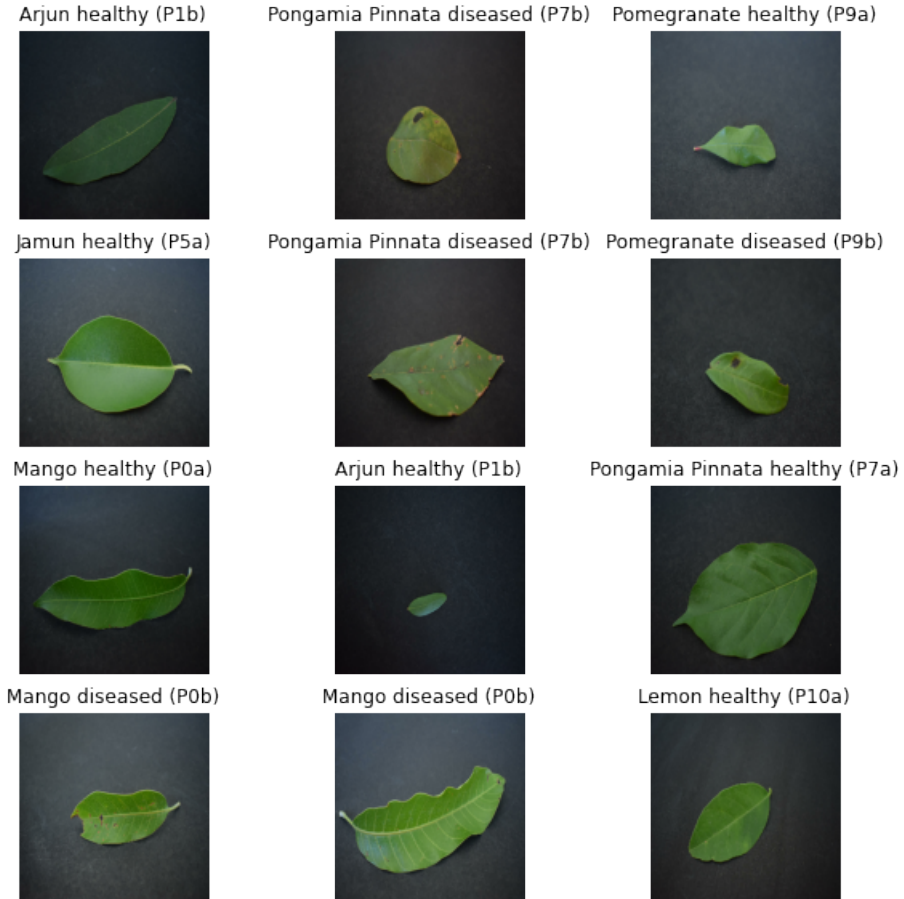 Arjun healthy (P1b)
Pongamia Pinnata diseased (P7b)
Pomegranate healthy (P9a)
Jamun healthy (P5a)
Pongamia Pinnata diseased (P7b)
Pomegranate diseased (P9b)
Mango healthy (P0a)
Arjun healthy (P1b)
Pongamia Pinnata healthy (P7a)
Mango diseased (P0b)
Mango diseased (P0b)
Lemon healthy (P10a)